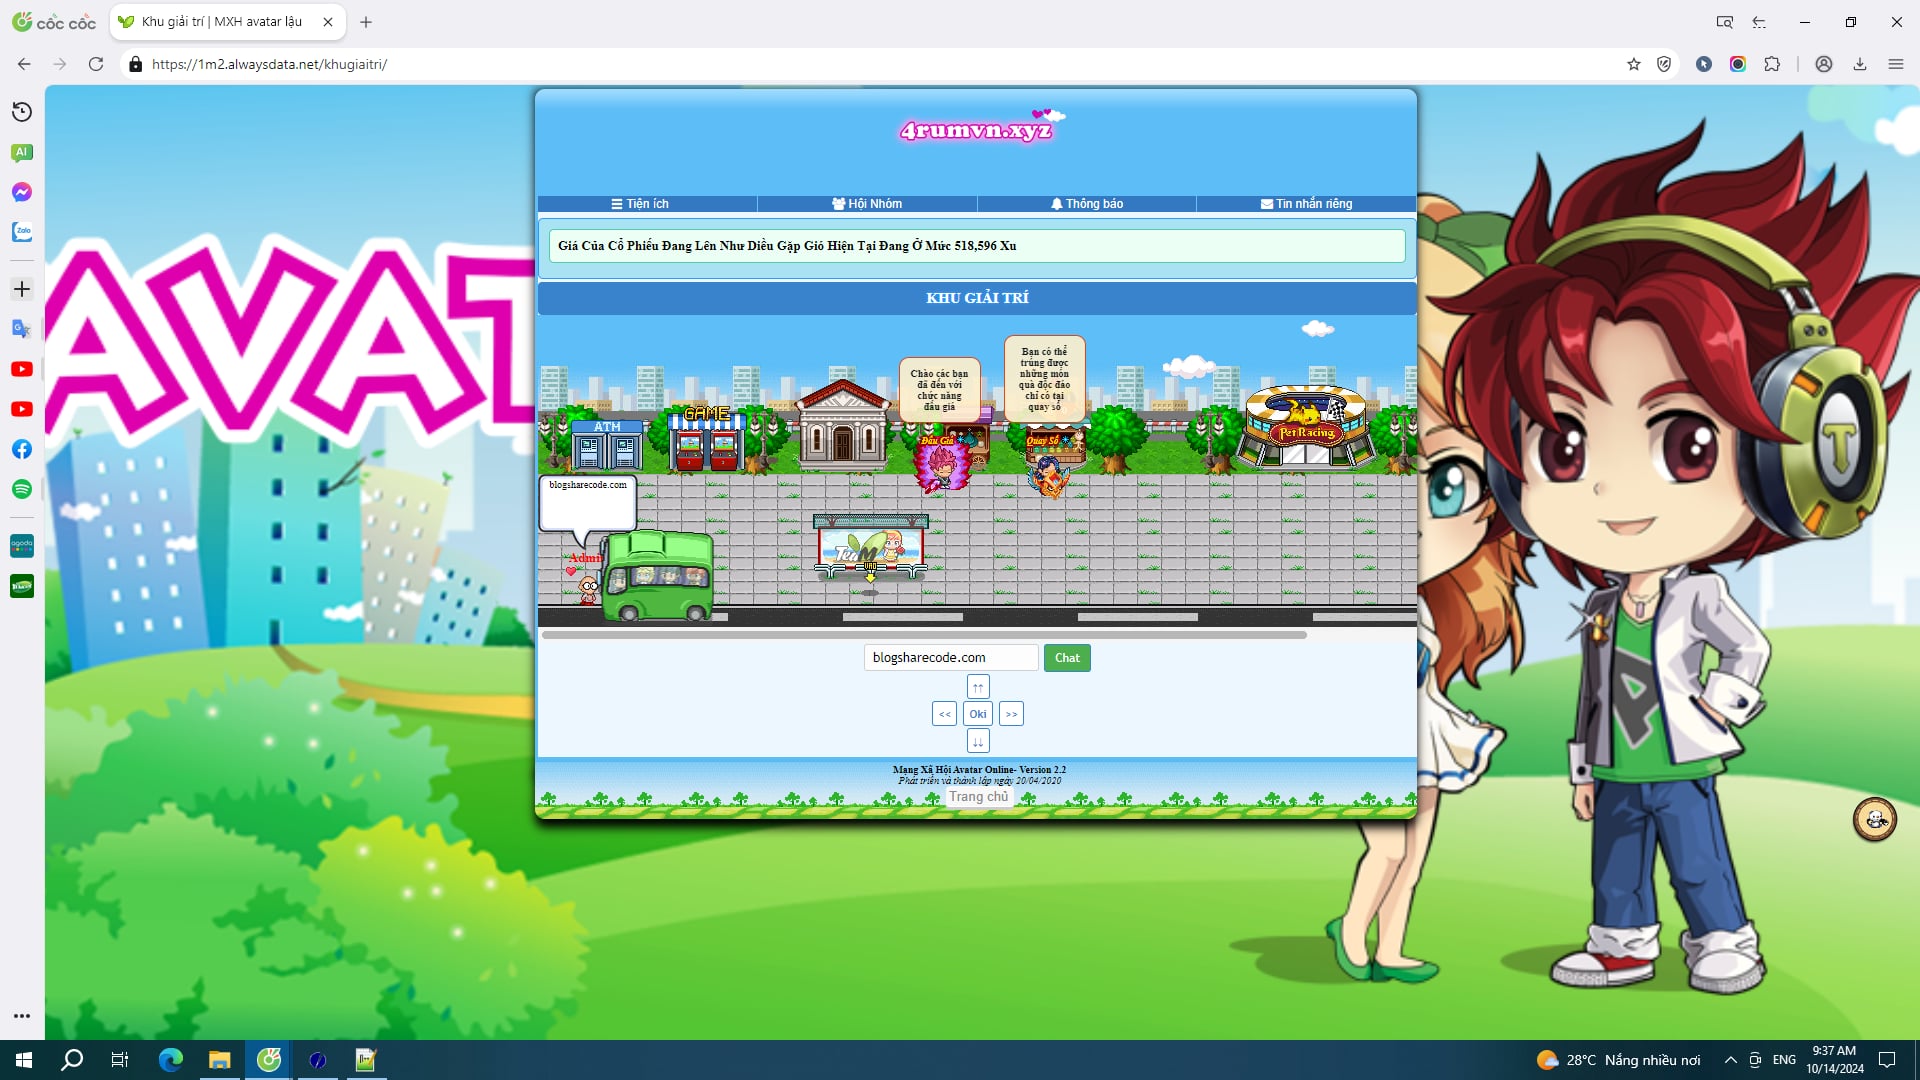 cốc cốc
Khu giải trí | MXH avatar lậu
https://1m2.alwaysdata.net/khugiaitri/
AI
Zalo
agoda
AVAT
4rumvn.xyz
Tiện ích
Hội Nhóm
Thông báo
Tin nhắn riêng
Giá Của Cổ Phiếu Đang Lên Như Diều Gặp Gió Hiện Tại Đang Ở Mức 518,596 Xu
KHU GIẢI TRÍ
Chào các bạn
đã đến với
chức năng
đấu giá
Bạn có thể
trúng được
những món
quà độc đáo
chỉ có tại
quay số
ATM
GAME
Đấu Giá
Quay Số
Pet Racing
blogsharecode.com
Admin
TeaM
blogsharecode.com
Chat
↑↑
<<
Oki
>>
↓↓
Mạng Xã Hội Avatar Online- Version 2.2
Phát triển và thành lập ngày 20/04/2020
Trang chủ
28°C Nắng nhiều nơi
ENG
9:37 AM
10/14/2024